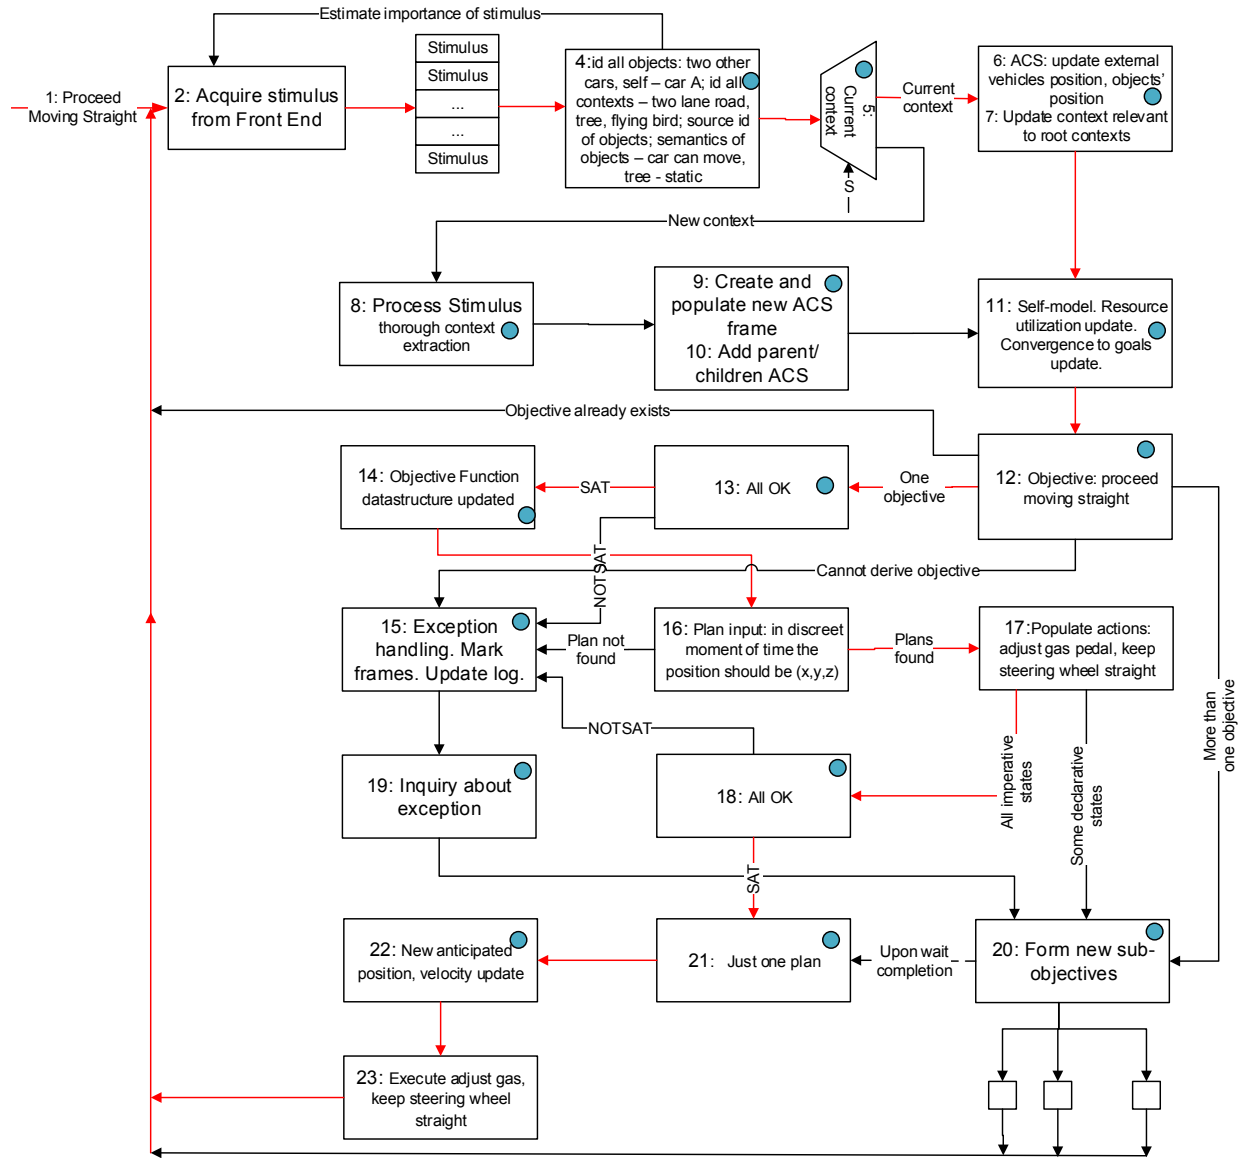 Estimate importance of stimulus
1: Proceed
Moving Straight
2: Acquire stimulus
from Front End
Stimulus
Stimulus
...
...
Stimulus
4:id all objects: two other
cars, self – car A; id all
contexts – two lane road,
tree, flying bird; source id
of objects; semantics of
objects – car can move,
tree - static
5:
Current
context
S
Current
context
6: ACS: update external
vehicles position, objects'
position
7: Update context relevant
to root contexts
New context
8: Process Stimulus
thorough context
extraction
9: Create and
populate new ACS
frame
10: Add parent/
children ACS
11: Self-model. Resource
utilization update.
Convergence to goals
update.
Objective already exists
14: Objective Function
datastructure updated
SAT
13: All OK
One
objective
12: Objective: proceed
moving straight
NOTSAT
Cannot derive objective
15: Exception
handling. Mark
frames. Update log.
Plan not
found
16: Plan input: in discreet
moment of time the
position should be (x,y,z)
Plans
found
17:Populate actions:
adjust gas pedal, keep
steering wheel straight
More than
one objective
NOTSAT
All imperative
states
Some declarative
states
19: Inquiry about
exception
18: All OK
SAT
22: New anticipated
position, velocity update
21: Just one plan
Upon wait
completion
20: Form new sub-
objectives
23: Execute adjust gas,
keep steering wheel
straight